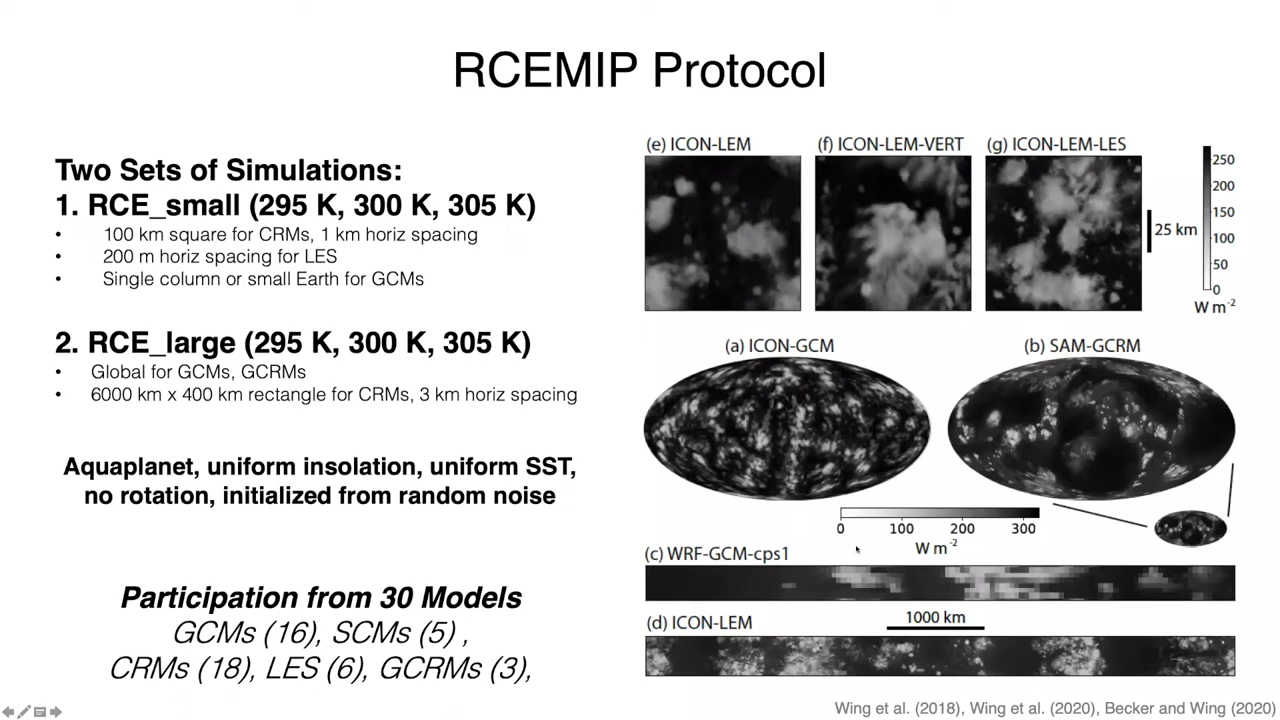 RCEMIP Protocol
Two Sets of Simulations:
1. RCE_small (295 K, 300 K, 305 K)
• 100 km square for CRMs, 1 km horiz spacing
• 200 m horiz spacing for LES
• Single column or small Earth for GCMs
2. RCE_large (295 K, 300 K, 305 K)
• Global for GCMs, GCRMs
• 6000 km x 400 km rectangle for CRMs, 3 km horiz spacing
Aquaplanet, uniform insolation, uniform SST,
no rotation, initialized from random noise
Participation from 30 Models
GCMs (16), SCMs (5) ,
CRMs (18), LES (6), GCRMs (3),
(e) ICON-LEM
(f) ICON-LEM-VERT
(g) ICON-LEM-LES
25 km
250
200
150
100
50
0
W m-2
(a) ICON-GCM
(b) SAM-GCRM
0 100 200 300
W m-2
(c) WRF-GCM-cps1
1000 km
(d) ICON-LEM
Wing et al. (2018), Wing et al. (2020), Becker and Wing (2020)